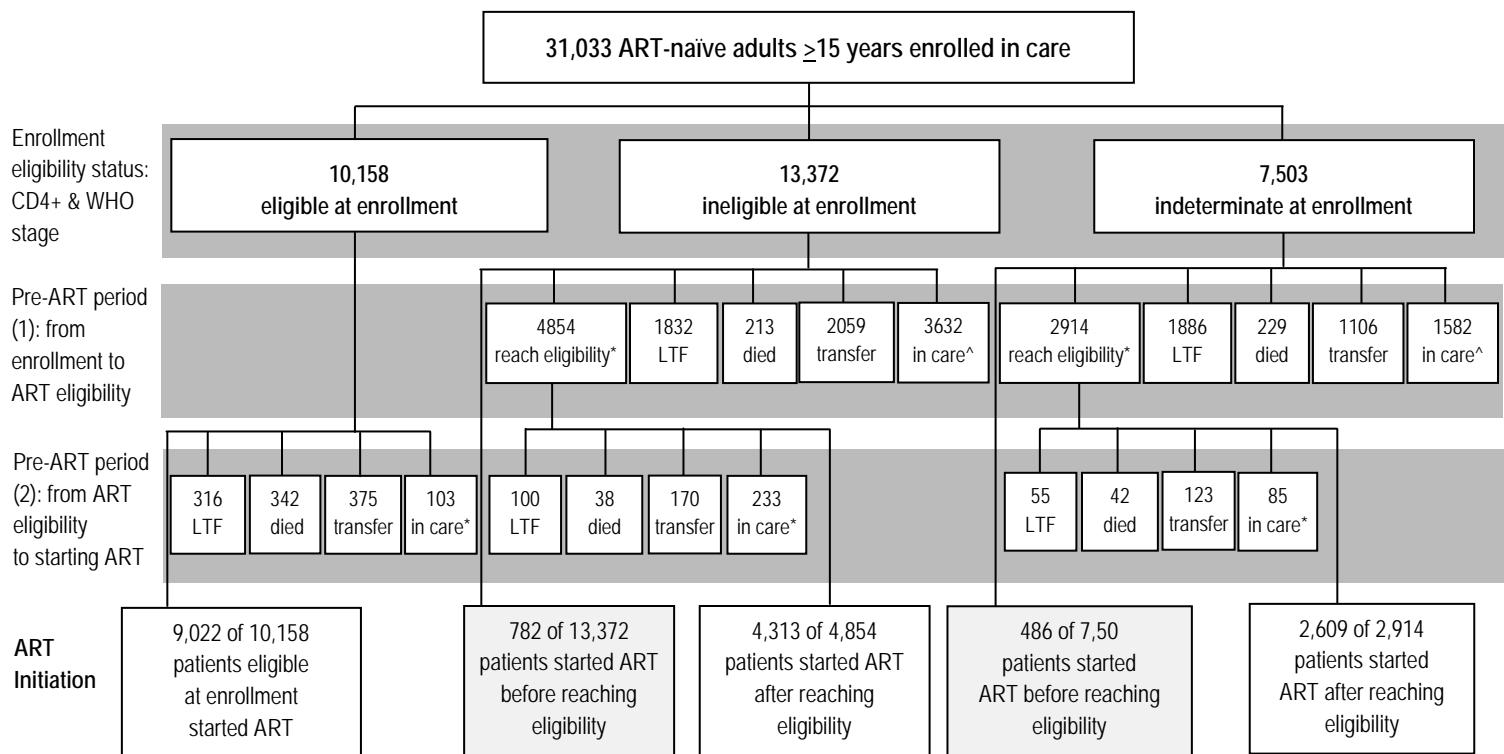 31,033 ART-naïve adults ≥15 years enrolled in care
Enrollment
eligibility status:
CD4+ & WHO
stage
10,158
eligible at enrollment
13,372
ineligible at enrollment
7,503
indeterminate at enrollment
Pre-ART period
(1): from
enrollment to
ART eligibility
4854
reach eligibility*
1832
LTF
213
died
2059
transfer
3632
in care^
2914
reach eligibility*
1886
LTF
229
died
1106
transfer
1582
in care^
Pre-ART period
(2): from ART
eligibility
to starting ART
316
LTF
342
died
375
transfer
103
in care*
100
LTF
38
died
170
transfer
233
in care*
55
LTF
42
died
123
transfer
85
in care*
ART
Initiation
9,022 of 10,158
patients eligible
at enrollment
started ART
782 of 13,372
patients started ART
before reaching
eligibility
4,313 of 4,854
patients started ART
after reaching
eligibility
486 of 7,50
patients started
ART before reaching
eligibility
2,609 of 2,914
patients started
ART after reaching
eligibility